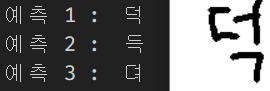 예측 1 : 덕
예측 2 : 득
예측 3 : 뎌
덕